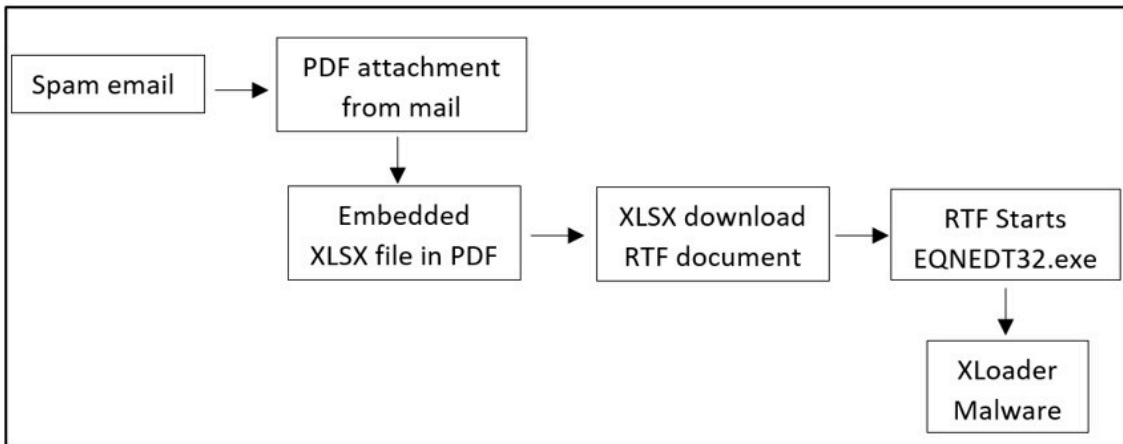 Spam email
PDF attachment
from mail
Embedded
XLSX file in PDF
XLSX download
RTF document
RTF Starts
EQNEDT32.exe
XLoader
Malware